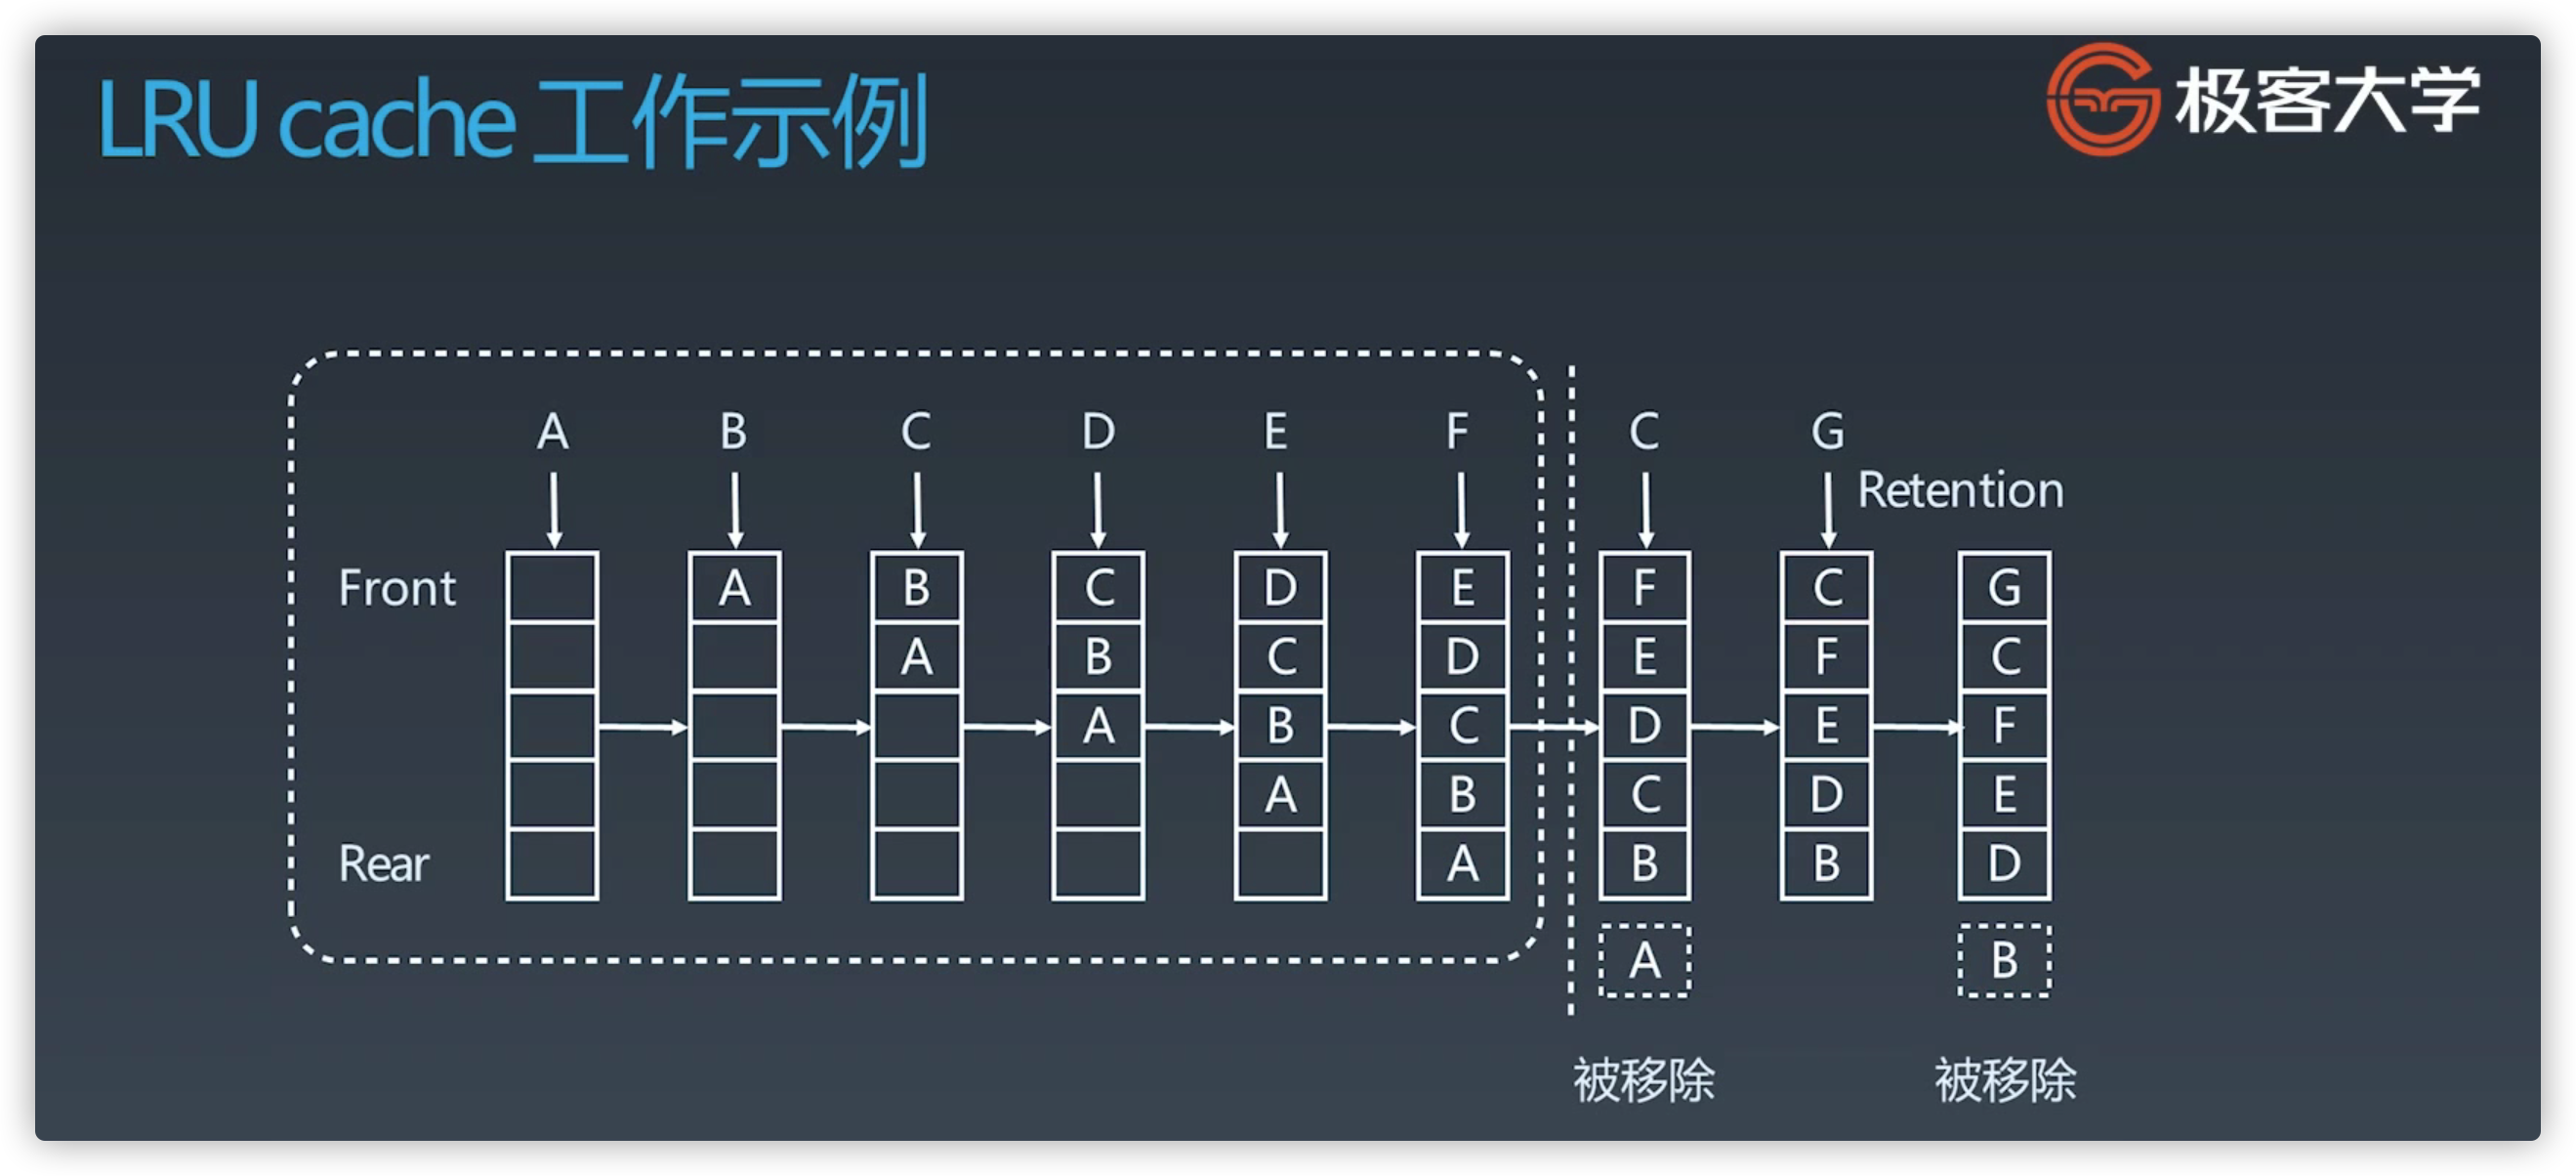 LRU cache 工作示例
极客大学
A B C D E F C G
Retention
Front A B C D E F C G
A B C D E F C
A B C D E F
Rear A B C D E
A B B D
A B
被移除 被移除